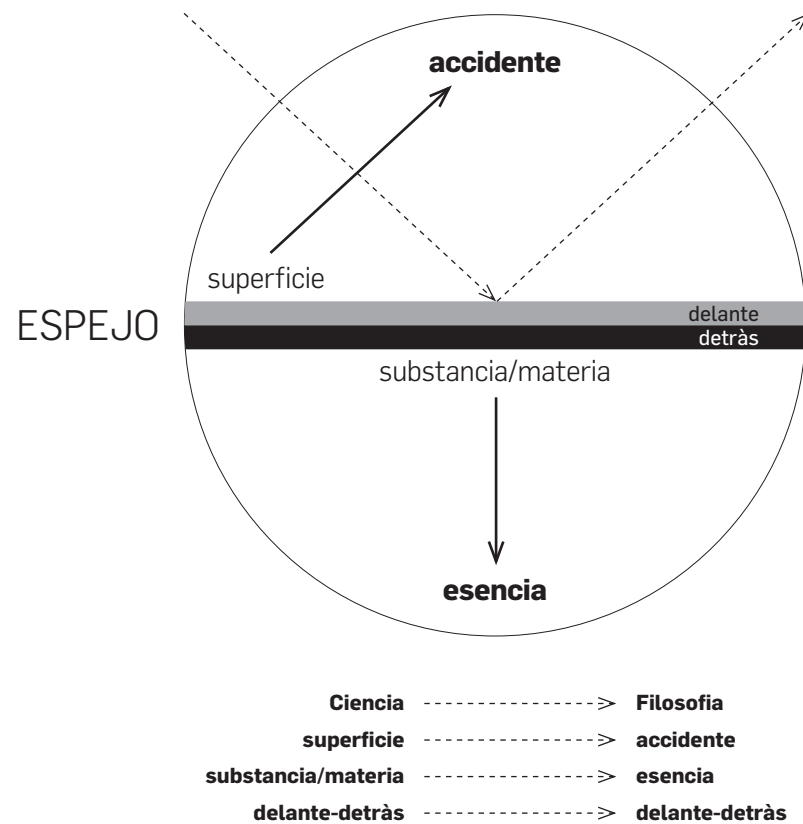 accidente
superficie
ESPEJO
delante
detràs
substancia/materia
esencia
Ciencia Filosofia
superficie accidente
substancia/materia esencia
delante-detràs delante-detràs